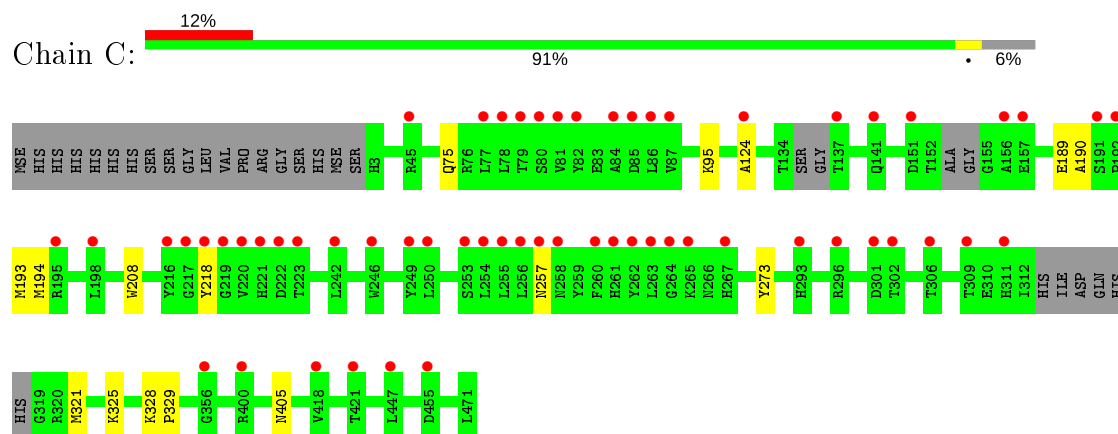 12%
Chain C:
91% • 6%
MSE HIS HIS HIS HIS HIS HIS SER SER GLY LEU VAL PRO ARG GLY SER HIS MSE SER H3 R45 Q75 R76 L77 L78 T79 S80 V81 Y82 E83 A84 D85 L86 V87 K95 A124 T134 SER GLY T137 Q141 D151 T152 ALA GLY G155 A156 E157 E189 A190 S191
M193 M194 R195 L198 W208 Y216 G217 Y218 G219 V220 H221 D222 T223 L242 W246 Y249 L250 S253 L254 L255 L256 N257 N258 Y259 F260 H261 Y262 L263 G264 K265 N266 H267 Y273 H293 R296 D301 T302 T306 T309 E310 H311 I312 HIS ILE ASP GLN HIS
HIS G319 R320 M321 K325 K328 P329 G356 R400 N405 V418 T421 L447 D455 L471